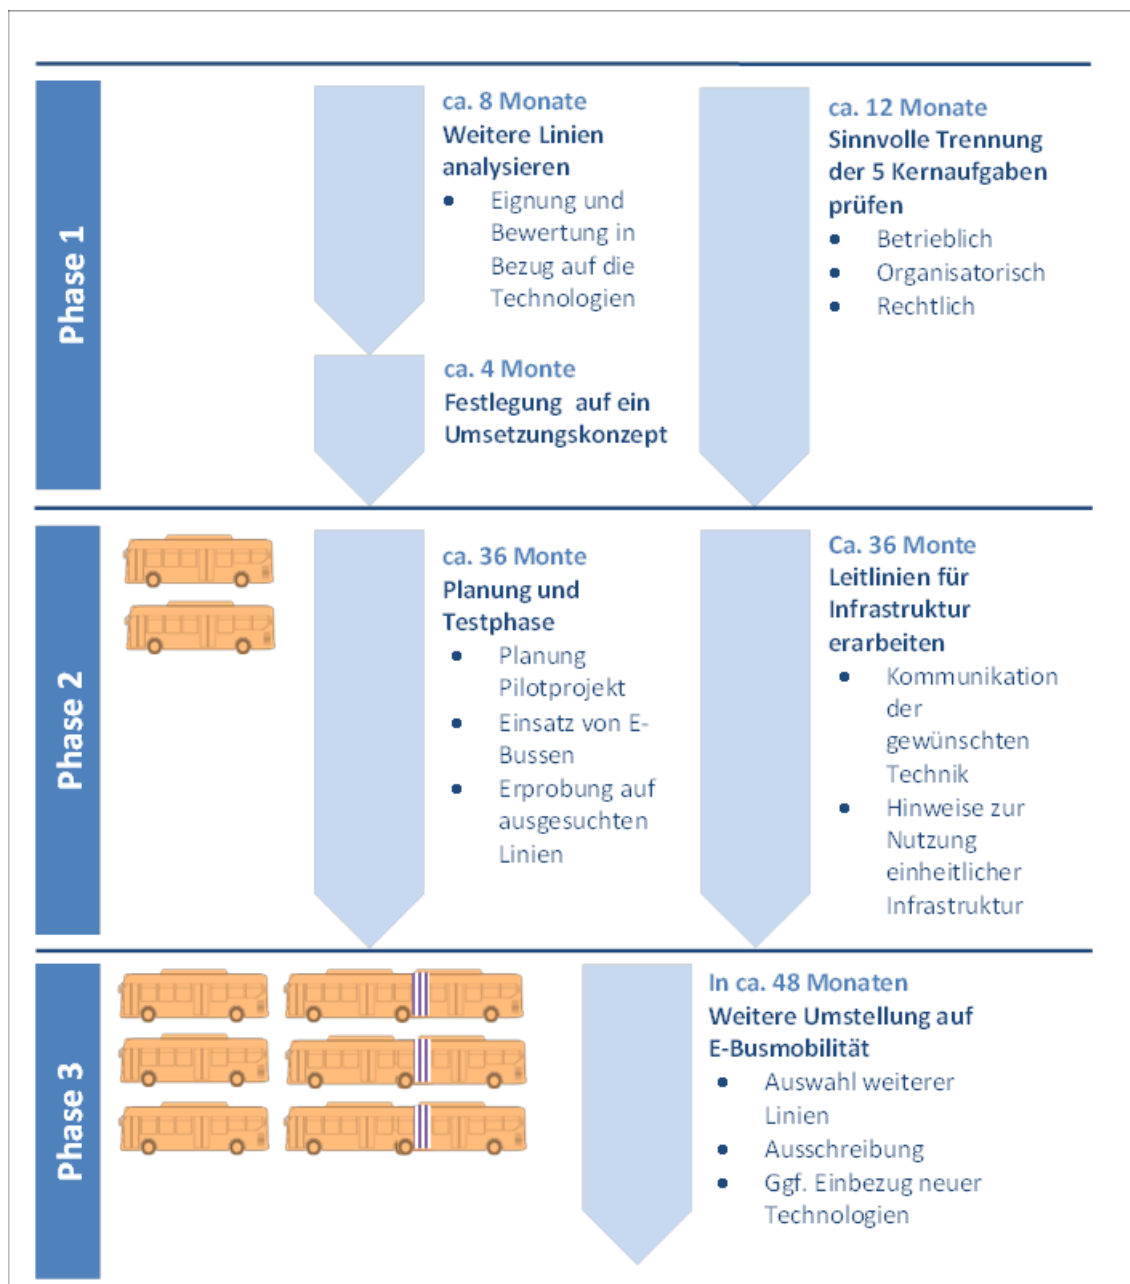 Phase 1
ca. 8 Monate
Weitere Linien
analysieren
• Eignung und
Bewertung in
Bezug auf die
Technologien
ca. 4 Monte
Festlegung auf ein
Umsetzungskonzept
ca. 12 Monate
Sinnvolle Trennung
der 5 Kernaufgaben
prüfen
• Betrieblich
• Organisatorisch
• Rechtlich
Phase 2
ca. 36 Monte
Planung und
Testphase
• Planung
Pilotprojekt
• Einsatz von E-
Bussen
• Erprobung auf
ausgesuchten
Linien
Ca. 36 Monte
Leitlinien für
Infrastruktur
erarbeiten
• Kommunikation
der
gewünschten
Technik
• Hinweise zur
Nutzung
einheitlicher
Infrastruktur
Phase 3
In ca. 48 Monaten
Weitere Umstellung auf
E-Busmobilität
• Auswahl weiterer
Linien
• Ausschreibung
• Ggf. Einbezug neuer
Technologien